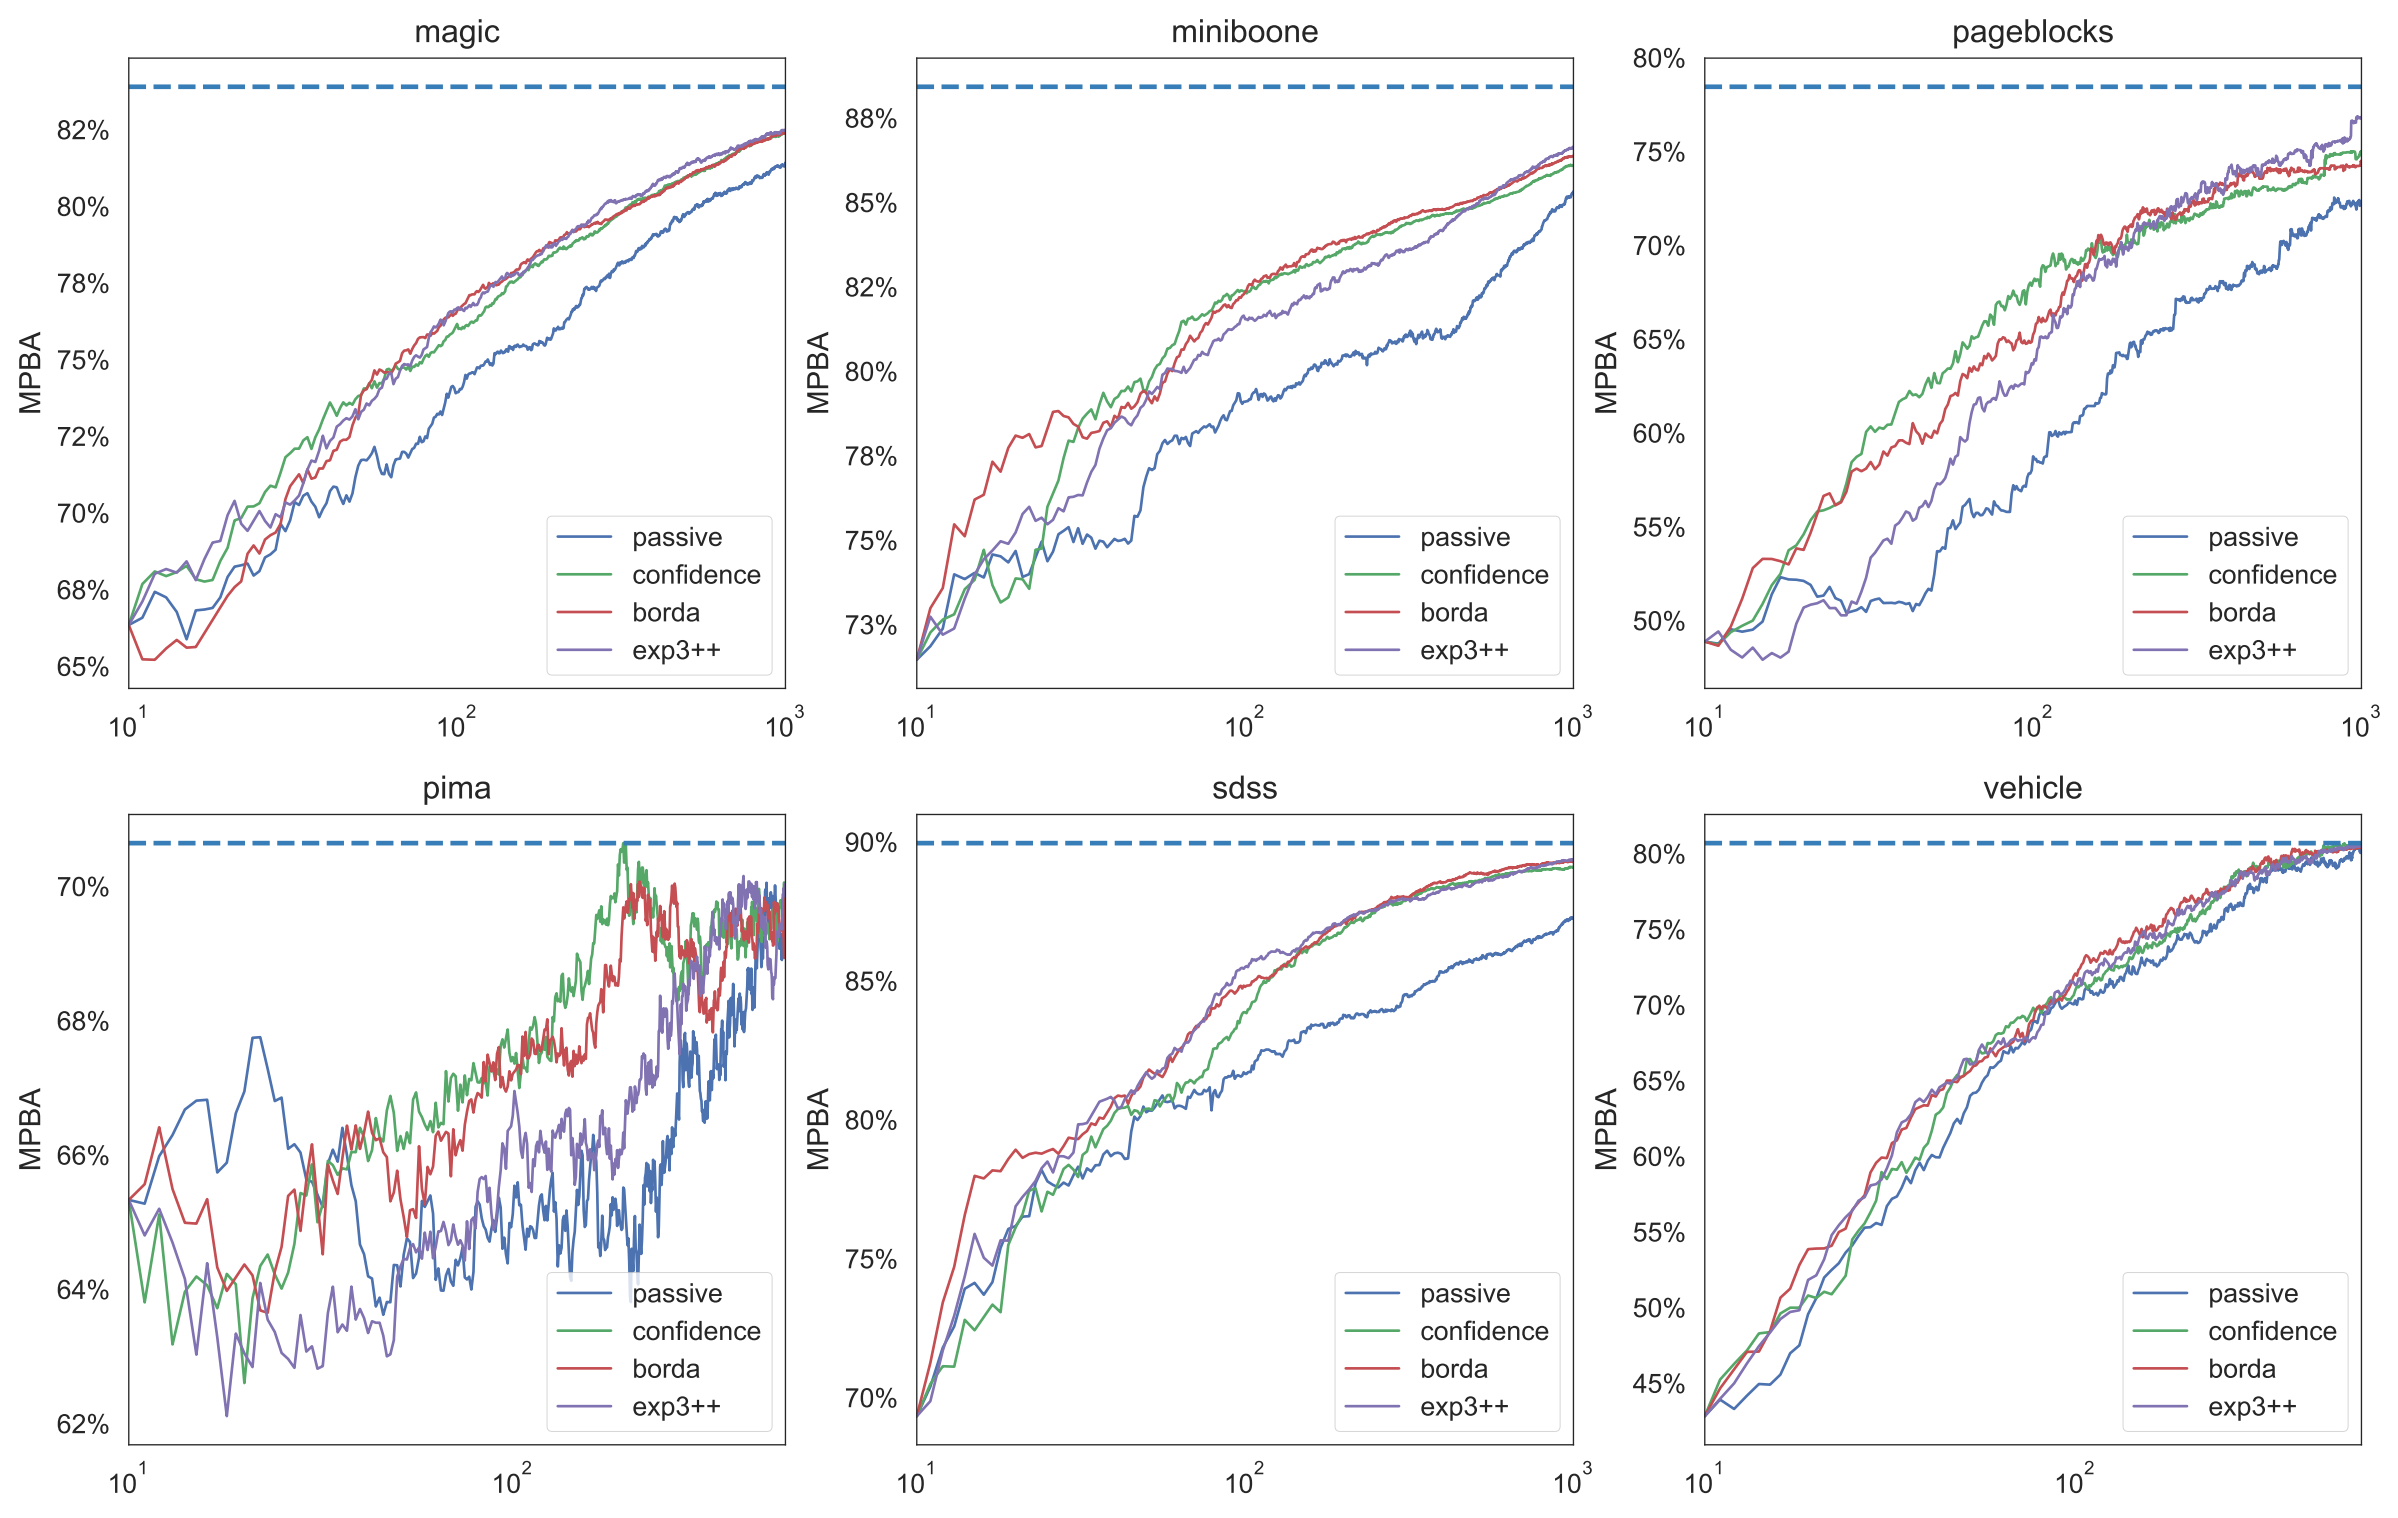 magic
MPBA
82%
80%
78%
75%
72%
70%
68%
65%
10^1 10^2 10^3
passive
confidence
borda
exp3++
miniboone
MPBA
88%
85%
82%
80%
78%
75%
73%
10^1 10^2 10^3
passive
confidence
borda
exp3++
pageblocks
MPBA
80%
75%
70%
65%
60%
55%
50%
10^1 10^2 10^3
passive
confidence
borda
exp3++
pima
MPBA
70%
68%
66%
64%
62%
10^1 10^2
passive
confidence
borda
exp3++
sdss
MPBA
90%
85%
80%
75%
70%
10^1 10^2 10^3
passive
confidence
borda
exp3++
vehicle
MPBA
80%
75%
70%
65%
60%
55%
50%
45%
10^1 10^2
passive
confidence
borda
exp3++